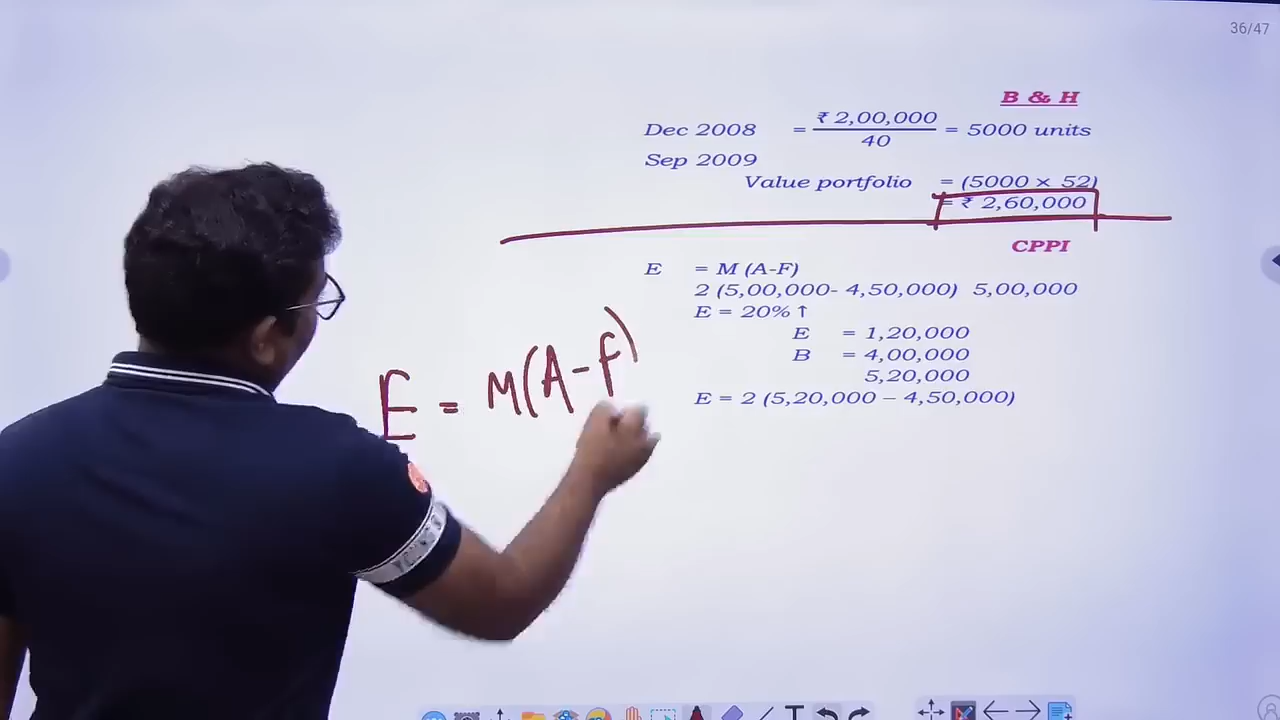 36/47
B & H
Dec 2008 = ₹ 2,00,000 / 40 = 5000 units
Sep 2009
Value portfolio = (5000 × 52)
= ₹ 2,60,000
CPPI
E = M (A-F)
2 (5,00,000- 4,50,000) 5,00,000
E = 20% ↑
E = 1,20,000
B = 4,00,000
5,20,000
E = 2 (5,20,000 – 4,50,000)
E = M(A-F)